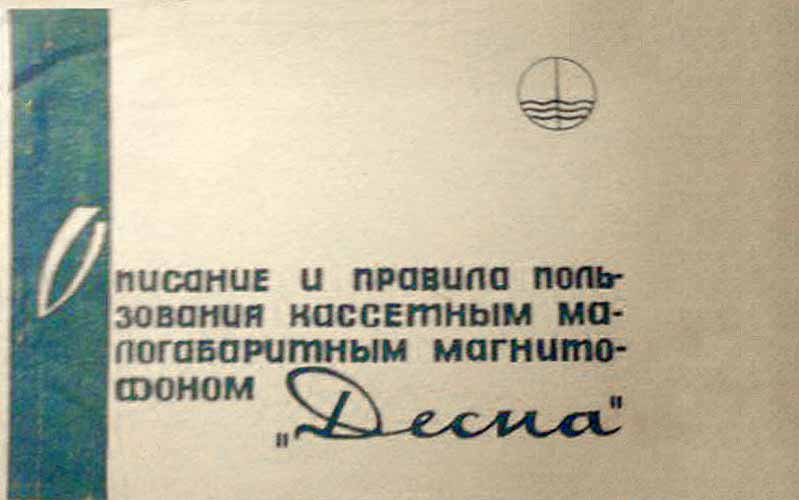 Описание и правила поль-
зования кассетным ма-
логабаритным магнито-
фоном
„Десна"